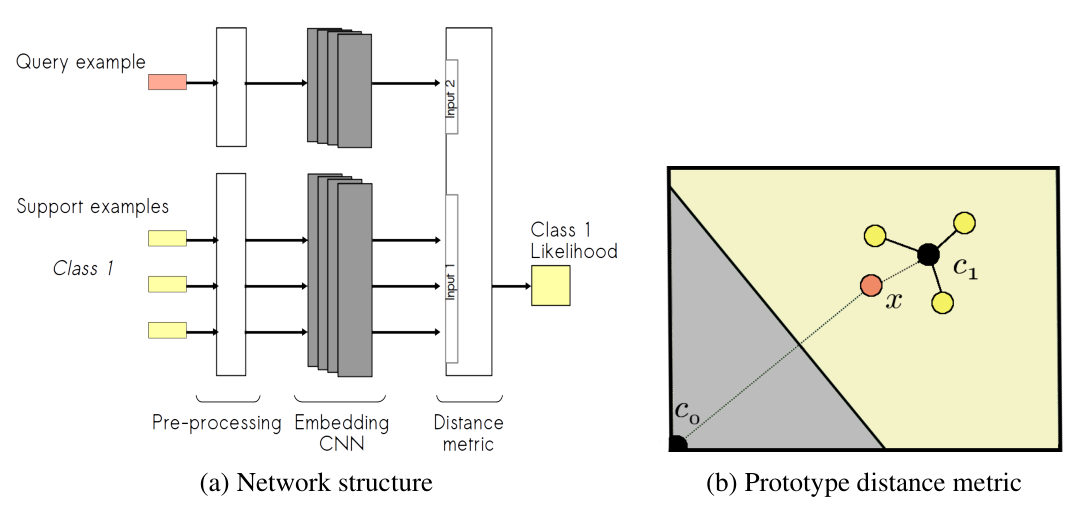 Query example
Input 2
Support examples
Class 1
Input 1
Class 1
Likelihood
Pre-processing
Embedding
CNN
Distance
metric
(a) Network structure
c₁
x
c₀
(b) Prototype distance metric